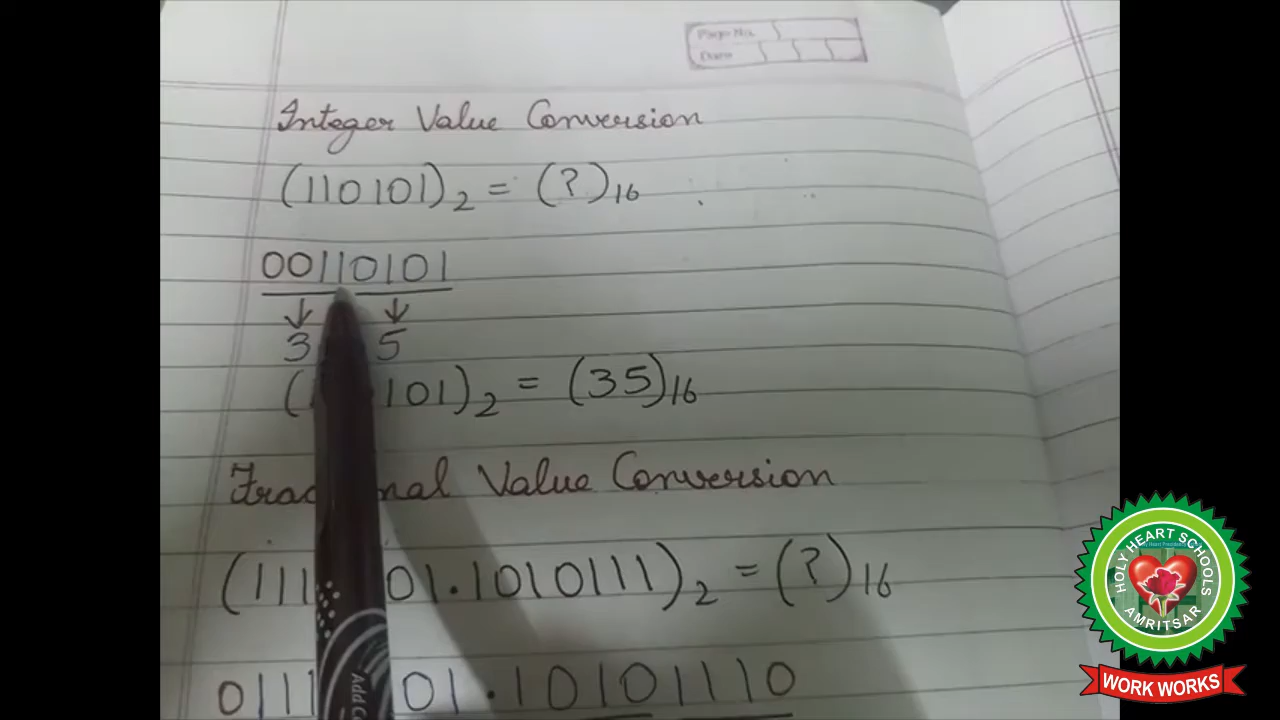 Page No.
Date
Integer Value Conversion
(110101)2 = (?)16
00110101
3 5
101)2 = (35)16
Value Conversion
(111 01.1010111)2 = (?)16
0111 01.10101110
Add
HOLY HEART SCHOOLS
AMRITSAR
WORK WORKS